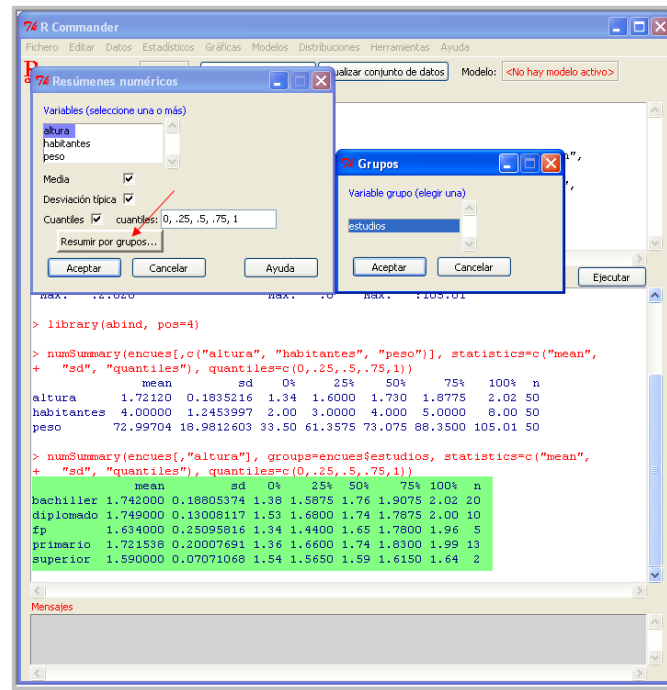 R Commander
Fichero Editar Datos Estadísticos Gráficas Modelos Distribuciones Herramientas Ayuda
ualizar conjunto de datos Modelo: <No hay modelo activo>
Resúmenes numéricos
Variables (seleccione una o más)
altura
habitantes
peso
Media
Desviación típica
Cuantiles cuantiles: 0, .25, .5, .75, 1
Resumir por grupos...
Aceptar Cancelar Ayuda
Grupos
Variable grupo (elegir una)
estudios
Aceptar Cancelar
Ejecutar
Max. :2.020 Max. :8 Max. :105.01
> library(abind, pos=4)
> numSummary(encues[,c("altura", "habitantes", "peso")], statistics=c("mean",
+ "sd", "quantiles"), quantiles=c(0,.25,.5,.75,1))
mean sd 0% 25% 50% 75% 100% n
altura 1.72120 0.1835216 1.34 1.6000 1.730 1.8775 2.02 50
habitantes 4.00000 1.2453997 2.00 3.0000 4.000 5.0000 8.00 50
peso 72.99704 18.9812603 33.50 61.3575 73.075 88.3500 105.01 50
> numSummary(encues[,"altura"], groups=encues$estudios, statistics=c("mean",
+ "sd", "quantiles"), quantiles=c(0,.25,.5,.75,1))
mean sd 0% 25% 50% 75% 100% n
bachiller 1.742000 0.18805374 1.38 1.5875 1.76 1.9075 2.02 20
diplomado 1.749000 0.13008117 1.53 1.6800 1.74 1.7875 2.00 10
fp 1.634000 0.25095816 1.34 1.4400 1.65 1.7800 1.96 5
primario 1.721538 0.20007691 1.36 1.6600 1.74 1.8300 1.99 13
superior 1.590000 0.07071068 1.54 1.5650 1.59 1.6150 1.64 2
Mensajes